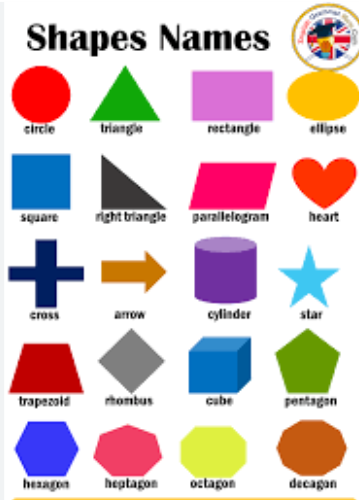 Shapes Names
circle triangle rectangle ellipse
square right triangle parallelogram heart
cross arrow cylinder star
trapezoid rhombus cube pentagon
hexagon heptagon octagon decagon